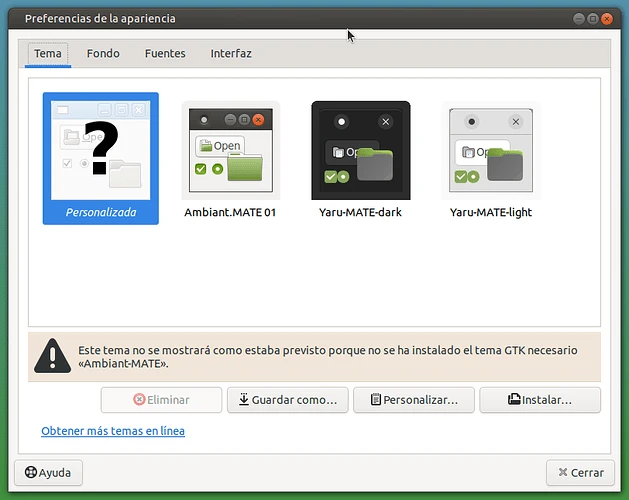 Preferencias de la apariencia
Tema Fondo Fuentes Interfaz
?
Open
Open
Op
Op
Personalizada Ambiant.MATE 01 Yaru-MATE-dark Yaru-MATE-light
Este tema no se mostrará como estaba previsto porque no se ha instalado el tema GTK necesario
«Ambiant-MATE».
Eliminar Guardar como... Personalizar... Instalar...
Obtener más temas en línea
Ayuda Cerrar